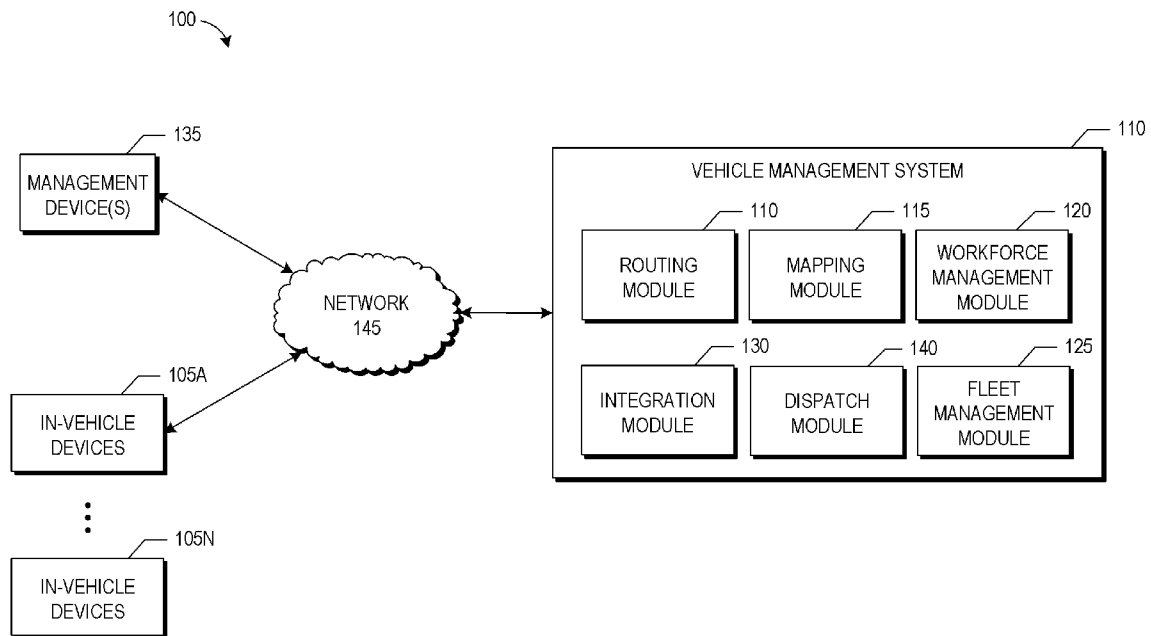 100
135
MANAGEMENT
DEVICE(S)
110
VEHICLE MANAGEMENT SYSTEM
110
ROUTING
MODULE
115
MAPPING
MODULE
120
WORKFORCE
MANAGEMENT
MODULE
NETWORK
145
130
INTEGRATION
MODULE
140
DISPATCH
MODULE
125
FLEET
MANAGEMENT
MODULE
105A
IN-VEHICLE
DEVICES
105N
IN-VEHICLE
DEVICES